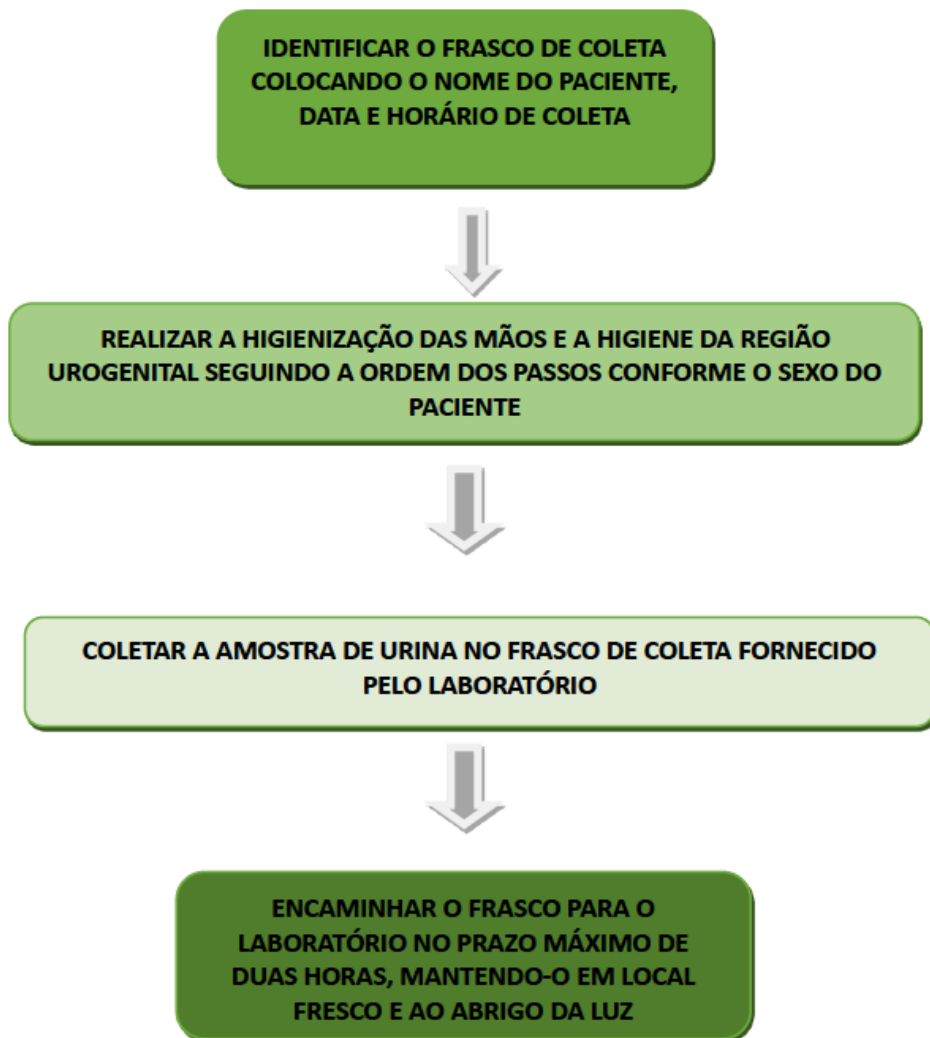 IDENTIFICAR O FRASCO DE COLETA
COLOCANDO O NOME DO PACIENTE,
DATA E HORÁRIO DE COLETA
REALIZAR A HIGIENIZAÇÃO DAS MÃOS E A HIGIENE DA REGIÃO
UROGENITAL SEGUINDO A ORDEM DOS PASSOS CONFORME O SEXO DO
PACIENTE
COLETAR A AMOSTRA DE URINA NO FRASCO DE COLETA FORNECIDO
PELO LABORATÓRIO
ENCAMINHAR O FRASCO PARA O
LABORATÓRIO NO PRAZO MÁXIMO DE
DUAS HORAS, MANTENDO-O EM LOCAL
FRESCO E AO ABRIGO DA LUZ